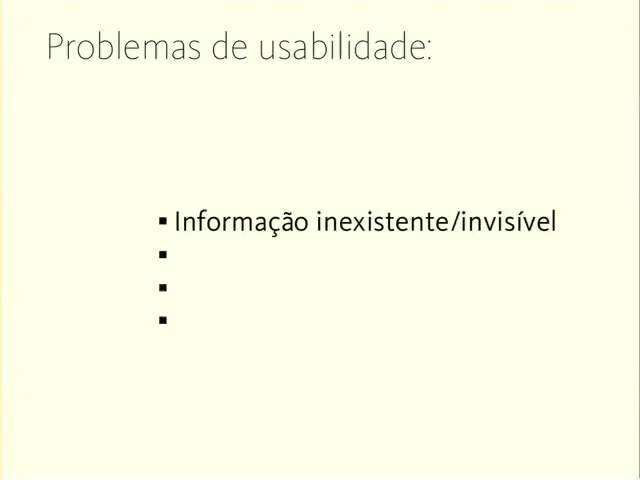 Problemas de usabilidade:
▪ Informação inexistente/invisível
▪
▪
▪